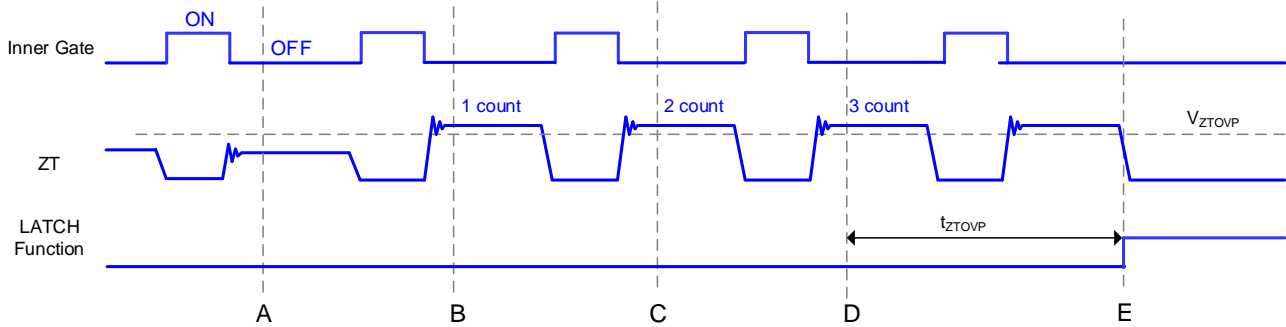 ON
Inner Gate
OFF
1 count
2 count
3 count
VZTOVP
ZT
LATCH
Function
tZTOVP
A
B
C
D
E